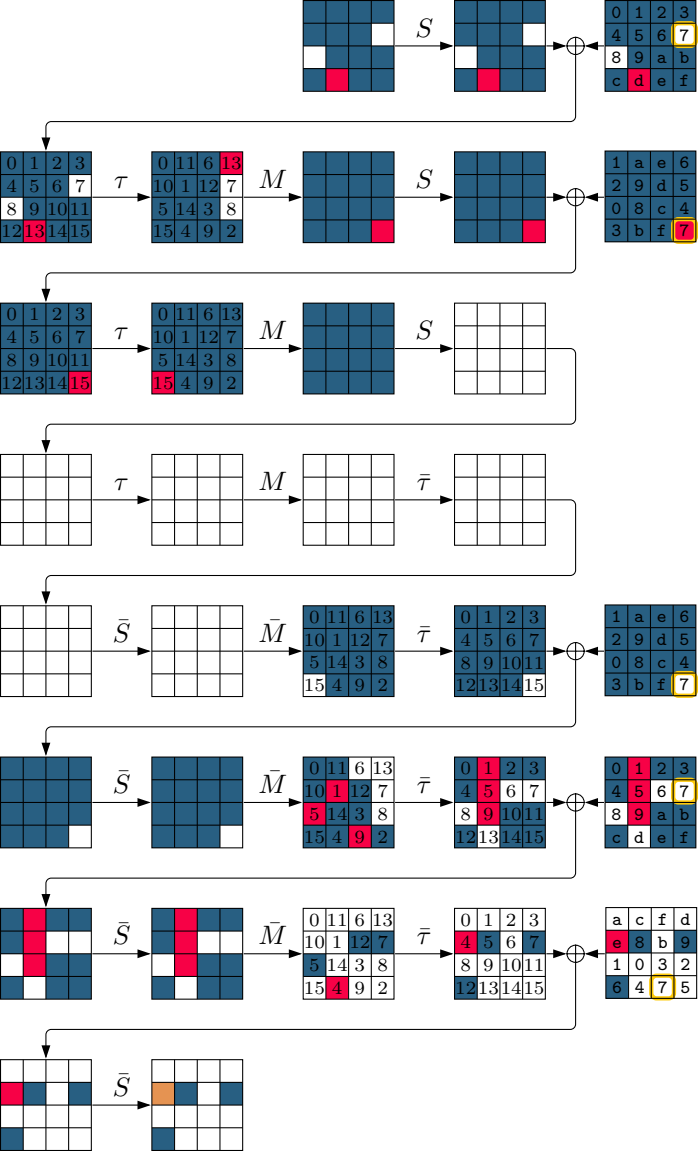 S
0 1 2 3
4 5 6 7
8 9 a b
c d e f
0 1 2 3
4 5 6 7
8 9 10 11
12 13 14 15
τ
0 11 6 13
10 1 12 7
5 14 3 8
15 4 9 2
M
S
1 a e 6
2 9 d 5
0 8 c 4
3 b f 7
0 1 2 3
4 5 6 7
8 9 10 11
12 13 14 15
τ
0 11 6 13
10 1 12 7
5 14 3 8
15 4 9 2
M
S
τ
M
τ̄
S̄
M̄
0 11 6 13
10 1 12 7
5 14 3 8
15 4 9 2
τ̄
0 1 2 3
4 5 6 7
8 9 10 11
12 13 14 15
1 a e 6
2 9 d 5
0 8 c 4
3 b f 7
S̄
M̄
0 11 6 13
10 1 12 7
5 14 3 8
15 4 9 2
τ̄
0 1 2 3
4 5 6 7
8 9 10 11
12 13 14 15
0 1 2 3
4 5 6 7
8 9 a b
c d e f
S̄
M̄
0 11 6 13
10 1 12 7
5 14 3 8
15 4 9 2
τ̄
0 1 2 3
4 5 6 7
8 9 10 11
12 13 14 15
a c f d
e 8 b 9
1 0 3 2
6 4 7 5
S̄